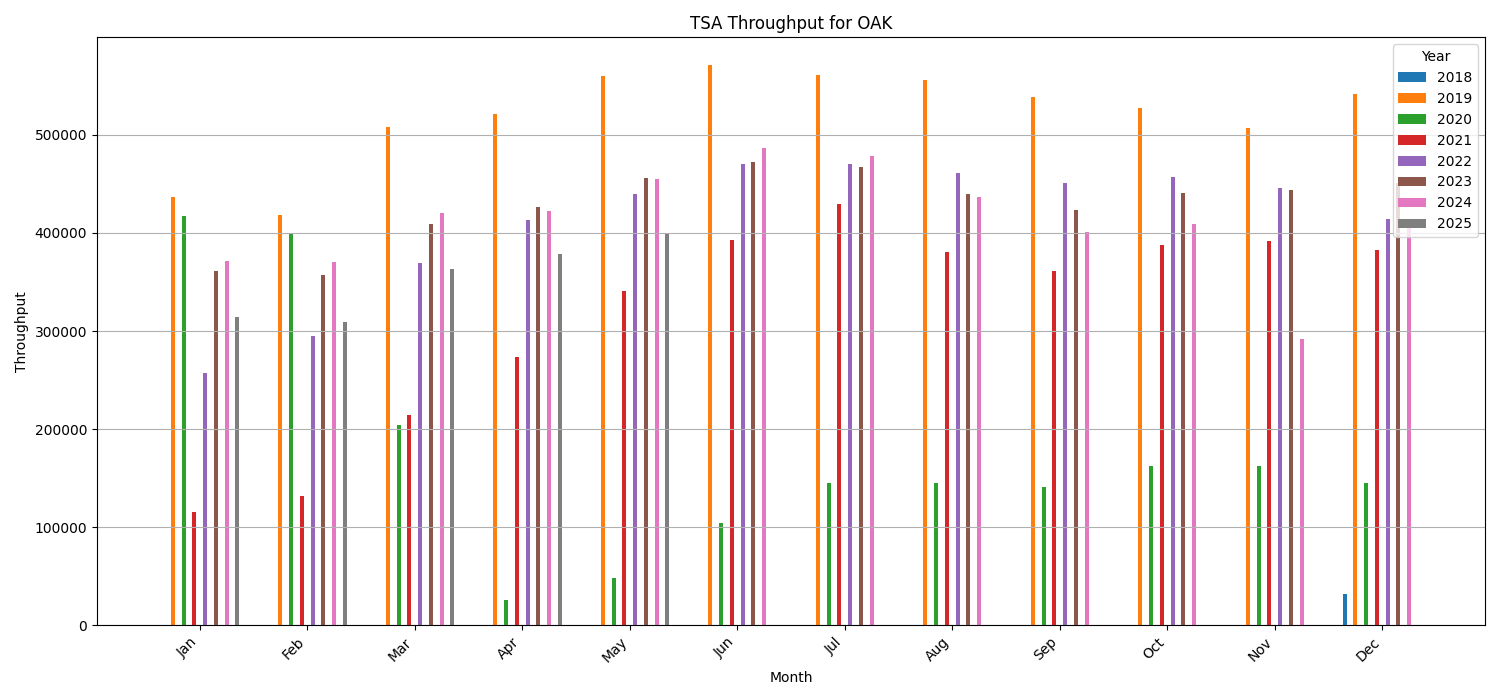 TSA Throughput for OAK
Year
2018
2019
2020
2021
2022
2023
2024
2025
Throughput
500000
400000
300000
200000
100000
0
Jan Feb Mar Apr May Jun Jul Aug Sep Oct Nov Dec
Month